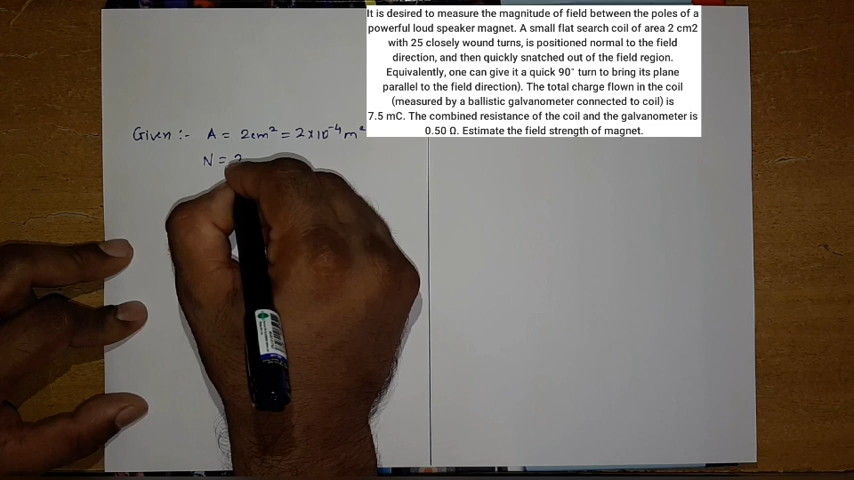 It is desired to measure the magnitude of field between the poles of a
powerful loud speaker magnet. A small flat search coil of area 2 cm2
with 25 closely wound turns, is positioned normal to the field
direction, and then quickly snatched out of the field region.
Equivalently, one can give it a quick 90° turn to bring its plane
parallel to the field direction). The total charge flown in the coil
(measured by a ballistic galvanometer connected to coil) is
7.5 mC. The combined resistance of the coil and the galvanometer is
0.50 Ω. Estimate the field strength of magnet.
Given :- A = 2cm² = 2×10⁻⁴m²
N = 2